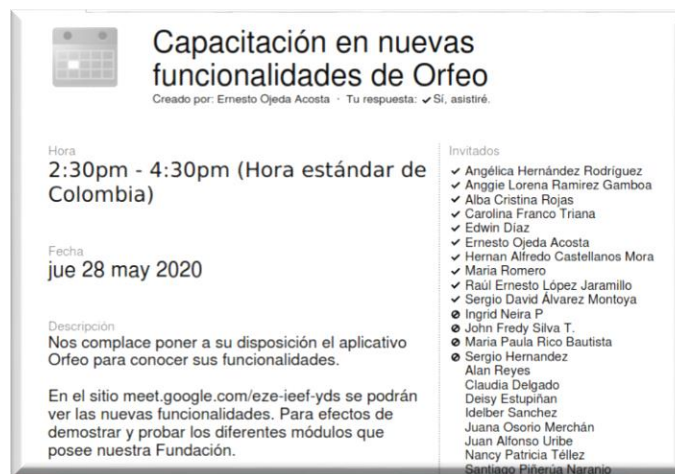 Capacitación en nuevas
funcionalidades de Orfeo
Creado por: Ernesto Ojeda Acosta · Tu respuesta: ✓Sí, asistiré.
Hora
2:30pm - 4:30pm (Hora estándar de
Colombia)
Fecha
jue 28 may 2020
Descripción
Nos complace poner a su disposición el aplicativo
Orfeo para conocer sus funcionalidades.
En el sitio meet.google.com/eze-ieef-yds se podrán
ver las nuevas funcionalidades. Para efectos de
demostrar y probar los diferentes módulos que
posee nuestra Fundación.
Invitados
✓ Angélica Hernández Rodríguez
✓ Anggie Lorena Ramirez Gamboa
✓ Alba Cristina Rojas
✓ Carolina Franco Triana
✓ Edwin Díaz
✓ Ernesto Ojeda Acosta
✓ Hernan Alfredo Castellanos Mora
✓ Maria Romero
✓ Raúl Ernesto López Jaramillo
✓ Sergio David Álvarez Montoya
⊘ Ingrid Neira P
⊘ John Fredy Silva T.
⊘ Maria Paula Rico Bautista
⊘ Sergio Hernandez
Alan Reyes
Claudia Delgado
Deisy Estupiñan
Idelber Sanchez
Juana Osorio Merchán
Juan Alfonso Uribe
Nancy Patricia Téllez
Santiago Piñerúa Naranjo